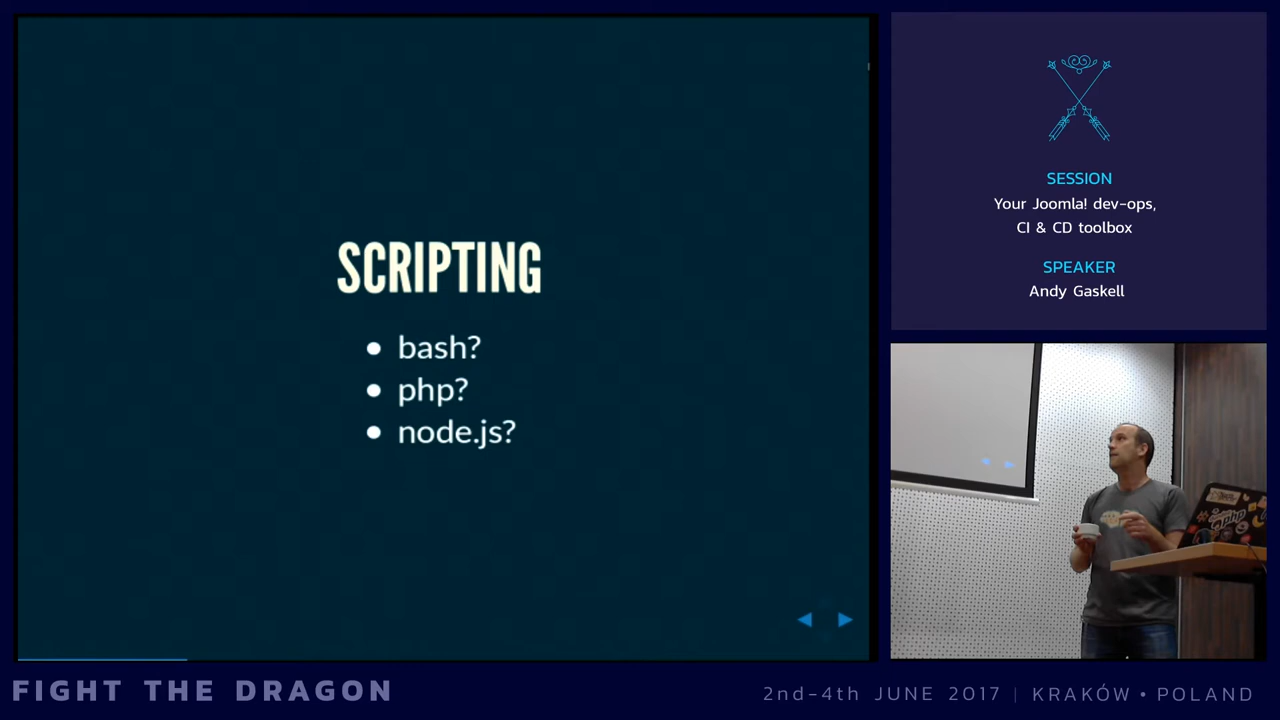 SCRIPTING
bash?
php?
node.js?
SESSION
Your Joomla! dev-ops,
CI & CD toolbox
SPEAKER
Andy Gaskell
php
FIGHT THE DRAGON
2nd-4th JUNE 2017 | KRAKÓW • POLAND